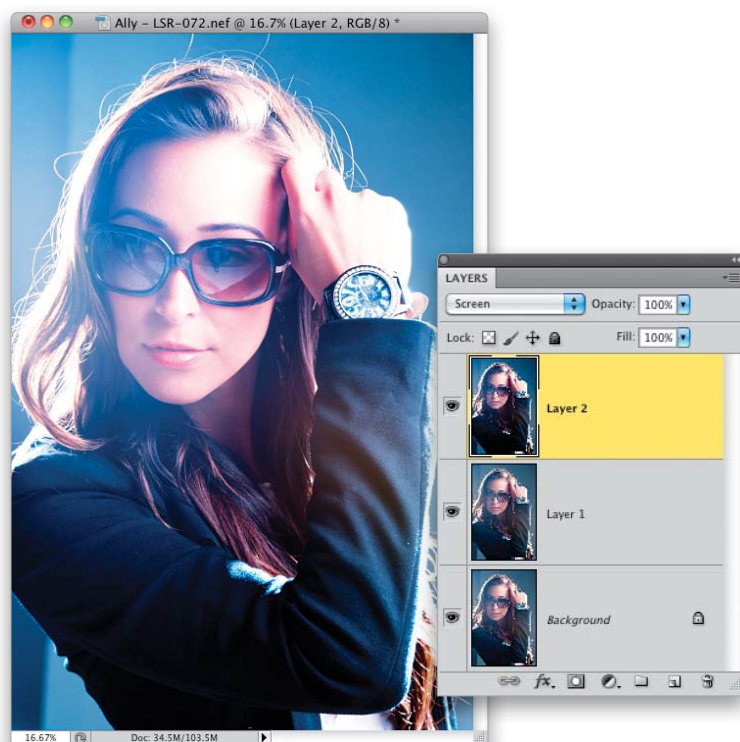 Ally – LSR-072.nef @ 16.7% (Layer 2, RGB/8) *
LAYERS
Screen
Opacity: 100%
Lock:
Fill: 100%
Layer 2
Layer 1
Background
fx.
16.67%
Doc: 34.5M/103.5M